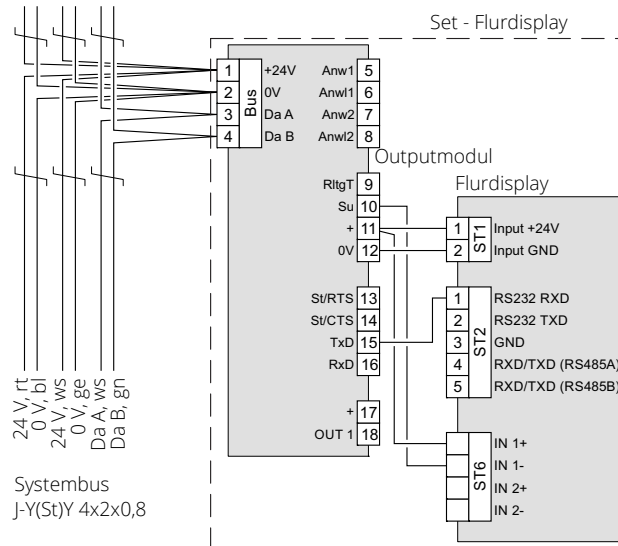 Set - Flurdisplay
1 +24V
2 0V
3 Da A
4 Da B
Bus
Anw1 5
Anwl1 6
Anw2 7
Anwl2 8
Outputmodul
RltgT 9
Su 10
+ 11
0V 12
St/RTS 13
St/CTS 14
TxD 15
RxD 16
+ 17
OUT 1 18
Flurdisplay
1 Input +24V
2 Input GND
ST1
1 RS232 RXD
2 RS232 TXD
3 GND
4 RXD/TXD (RS485A)
5 RXD/TXD (RS485B)
ST2
IN 1+
IN 1-
IN 2+
IN 2-
ST6
24 V, rt
0 V, bl
24 V, ws
0 V, ge
Da A, ws
Da B, gn
Systembus
J-Y(St)Y 4x2x0,8